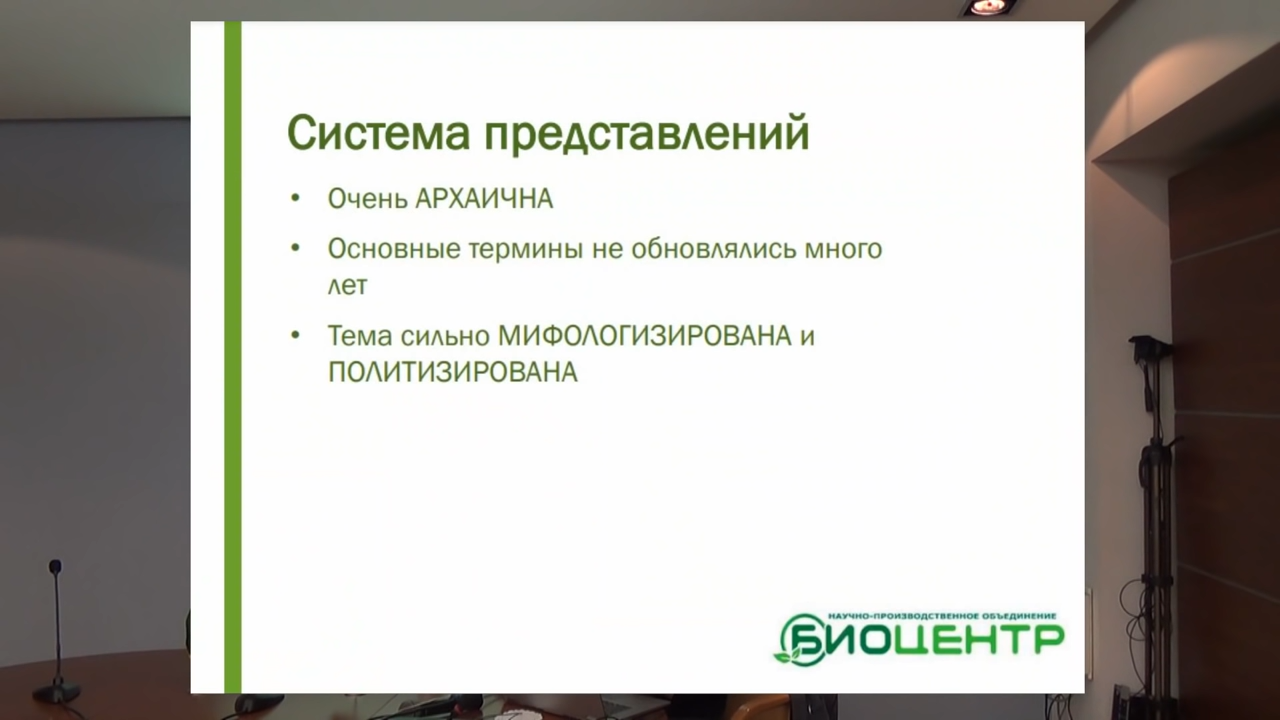 Система представлений
• Очень АРХАИЧНА
• Основные термины не обновлялись много
лет
• Тема сильно МИФОЛОГИЗИРОВАНА и
ПОЛИТИЗИРОВАНА
НАУЧНО-ПРОИЗВОДСТВЕННОЕ ОБЪЕДИНЕНИЕ
БИОЦЕНТР